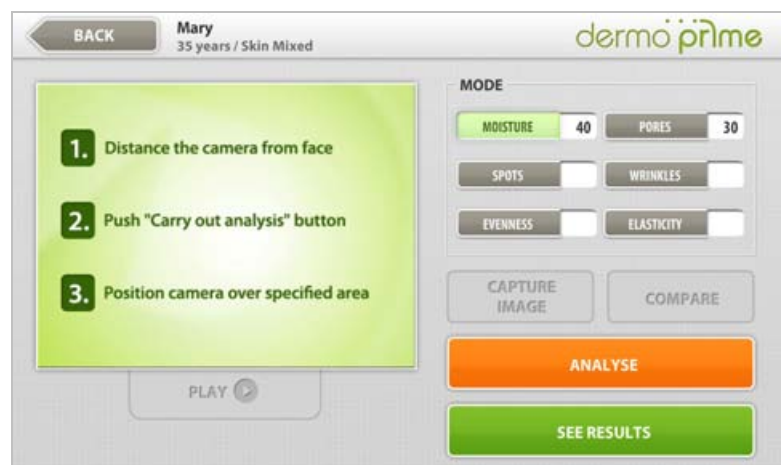 BACK
Mary
35 years / Skin Mixed
dermo prime
1. Distance the camera from face
2. Push "Carry out analysis" button
3. Position camera over specified area
PLAY
MODE
MOISTURE 40 PORES 30
SPOTS WRINKLES
EVENNESS ELASTICITY
CAPTURE
IMAGE
COMPARE
ANALYSE
SEE RESULTS